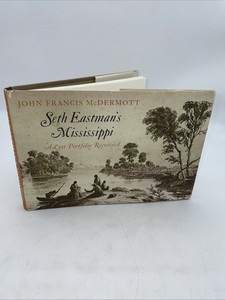 JOHN FRANCIS McDERMOTT
Seth Eastman's
Mississippi
A Lost Portfolio Recovered